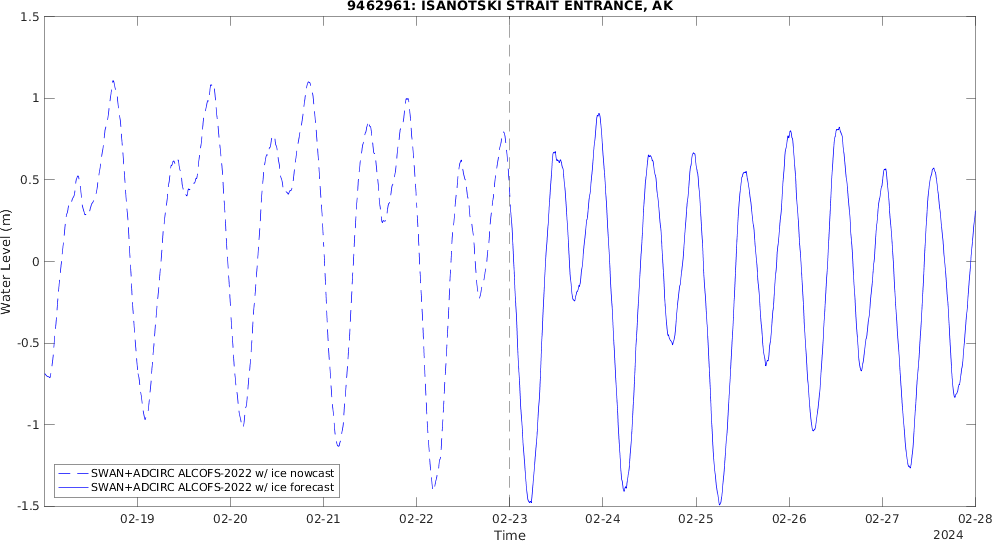 9462961: ISANOTSKI STRAIT ENTRANCE, AK
1.5
1
0.5
0
-0.5
-1
-1.5
Water Level (m)
SWAN+ADCIRC ALCOFS-2022 w/ ice nowcast
SWAN+ADCIRC ALCOFS-2022 w/ ice forecast
02-19 02-20 02-21 02-22 02-23 02-24 02-25 02-26 02-27 02-28
Time
2024